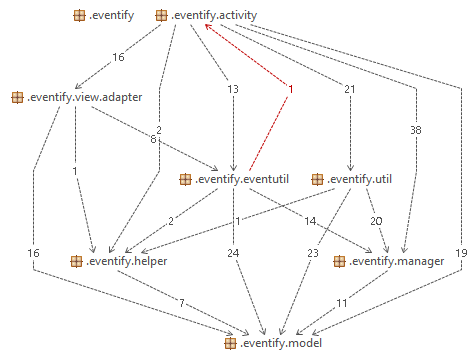 .eventify
.eventify.activity
16
13
1
21
.eventify.view.adapter
2
8
38
1
.eventify.eventutil
.eventify.util
2
1
14
20
16
24
23
19
.eventify.helper
.eventify.manager
7
11
.eventify.model